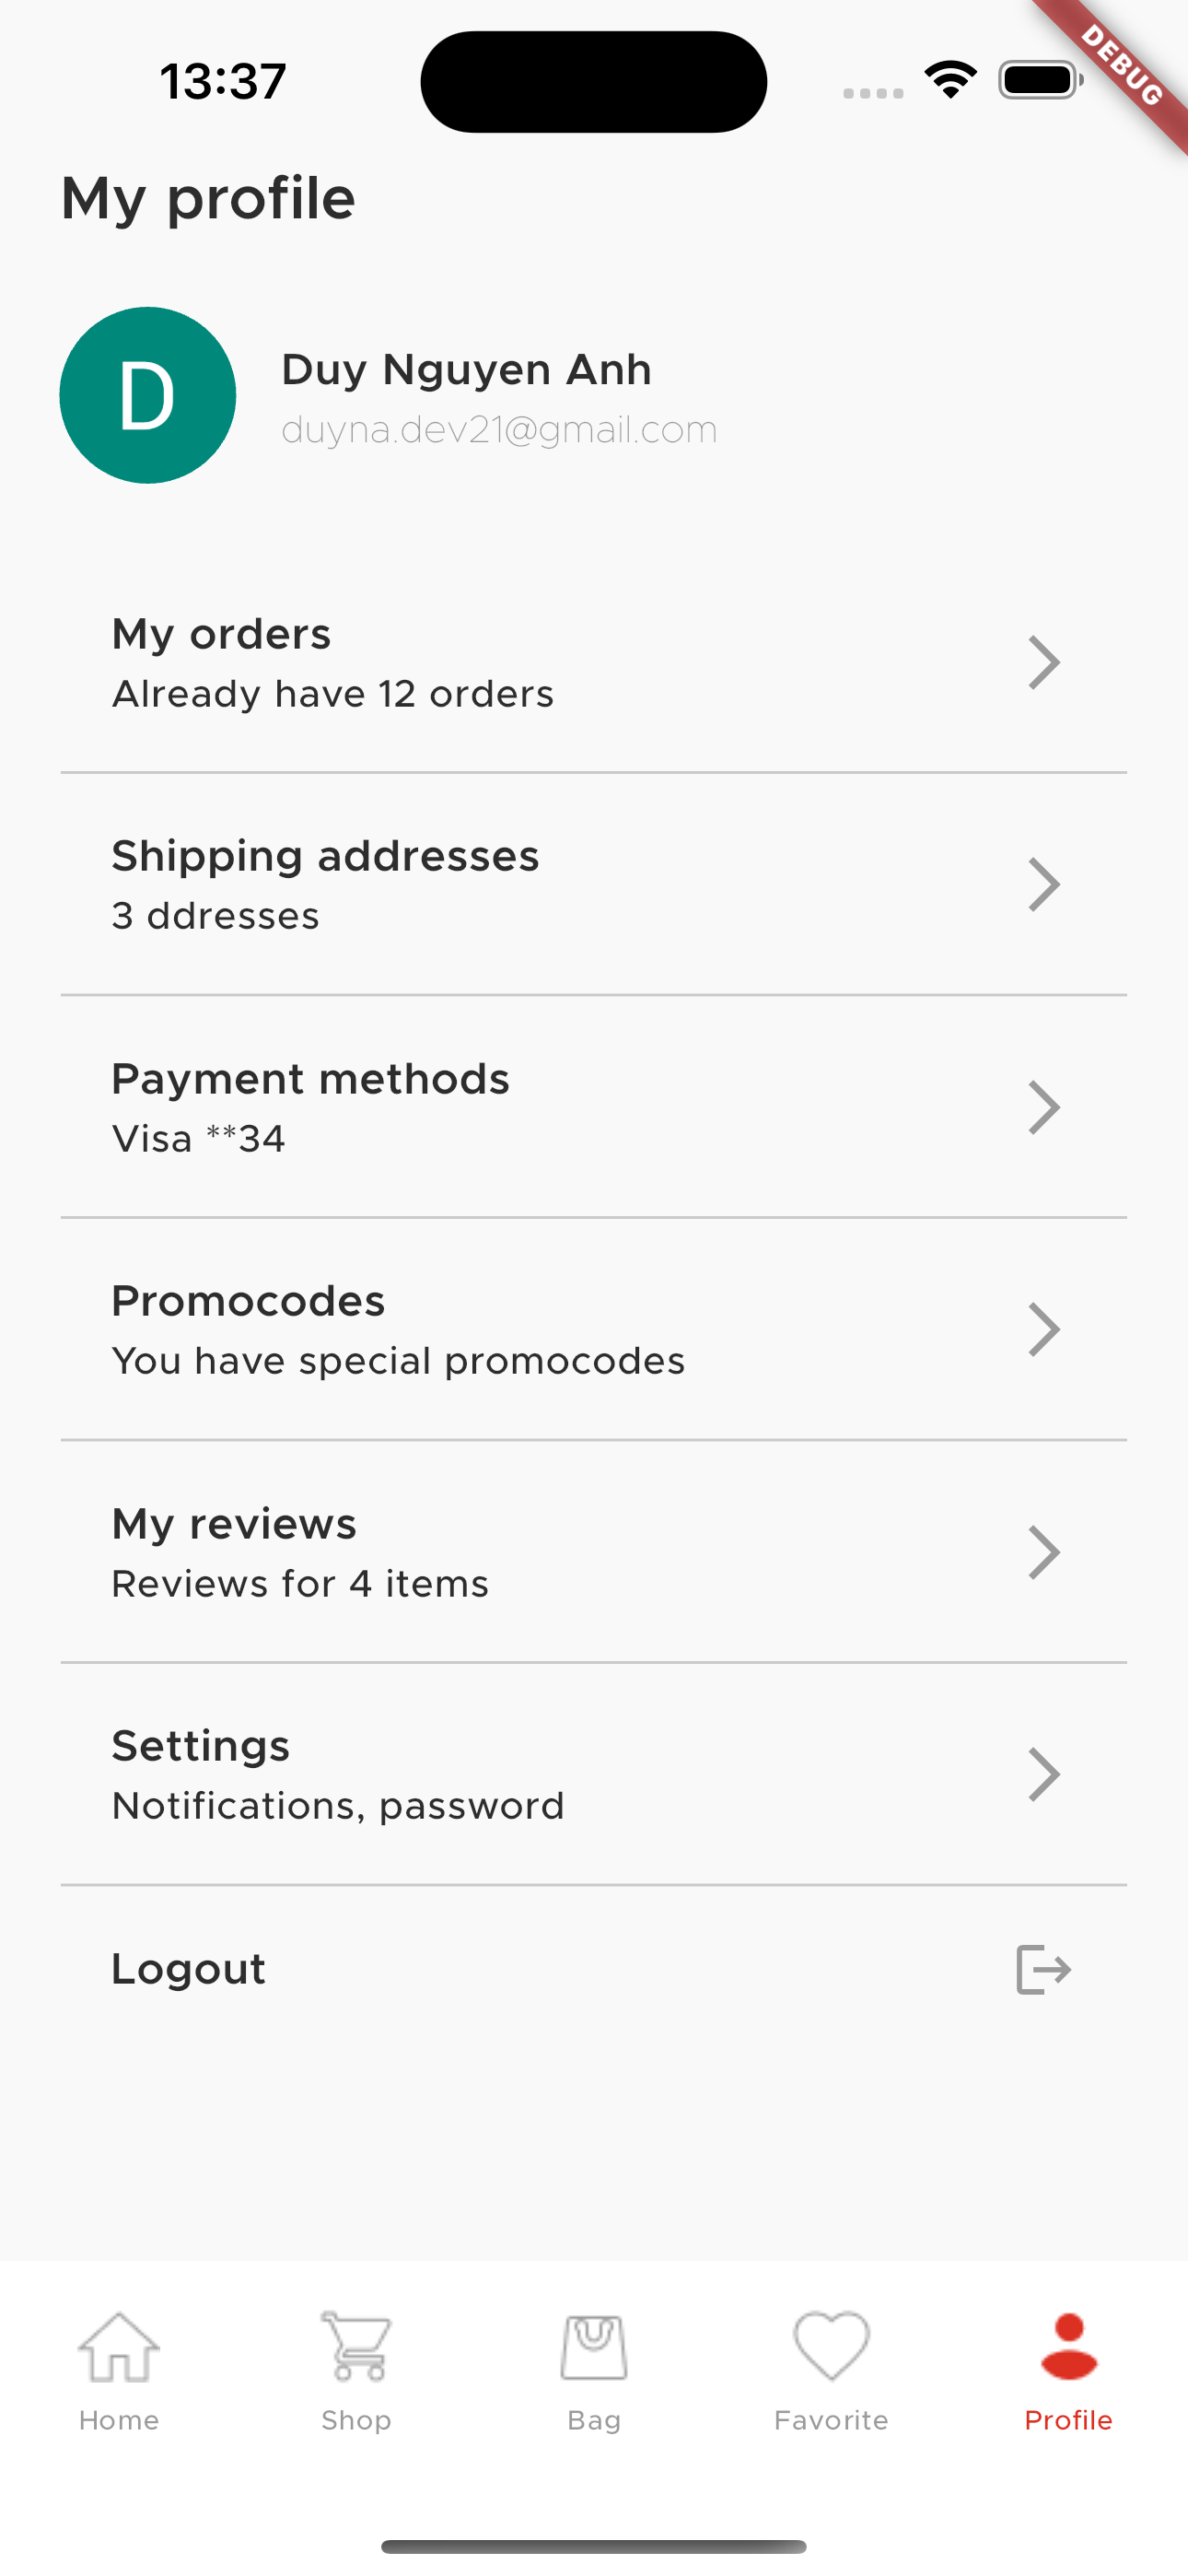 13:37
DEBUG
My profile
D
Duy Nguyen Anh
duyna.dev21@gmail.com
My orders
Already have 12 orders
Shipping addresses
3 ddresses
Payment methods
Visa **34
Promocodes
You have special promocodes
My reviews
Reviews for 4 items
Settings
Notifications, password
Logout
Home
Shop
Bag
Favorite
Profile